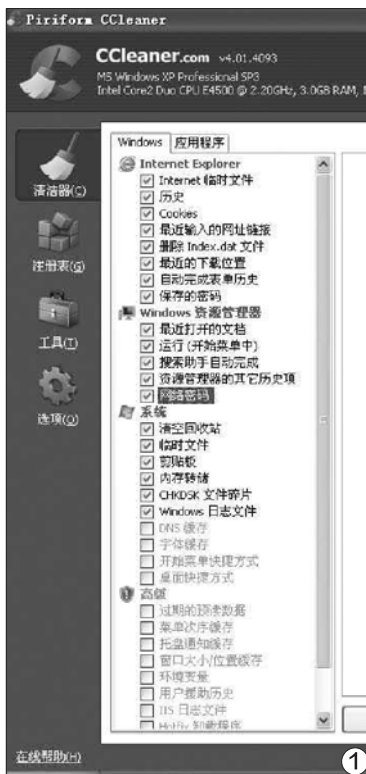 Piriform CCleaner
CCleaner.com v4.01.4093
MS Windows XP Professional SP3
Intel Core2 Duo CPU E4500 @ 2.20GHz, 3.0GB RAM,
Windows 应用程序
Internet Explorer
Internet 临时文件
历史
Cookies
最近输入的网址链接
删除 Index.dat 文件
最近的下载位置
自动完成表单历史
保存的密码
Windows 资源管理器
最近打开的文档
运行(开始菜单中)
搜索助手自动完成
资源管理器的其它历史项
网络密码
系统
清空回收站
临时文件
剪贴板
内存转储
CHKDSK 文件碎片
Windows 日志文件
DNS 缓存
字体缓存
开始菜单快捷方式
桌面快捷方式
高级
过期的预读数据
菜单次序缓存
托盘通知缓存
窗口大小/位置缓存
环境变量
用户援助历史
IIS 日志文件
Hotfix 卸载程序
清洁器(C)
注册表(G)
工具(T)
选项(O)
在线帮助(H)
①